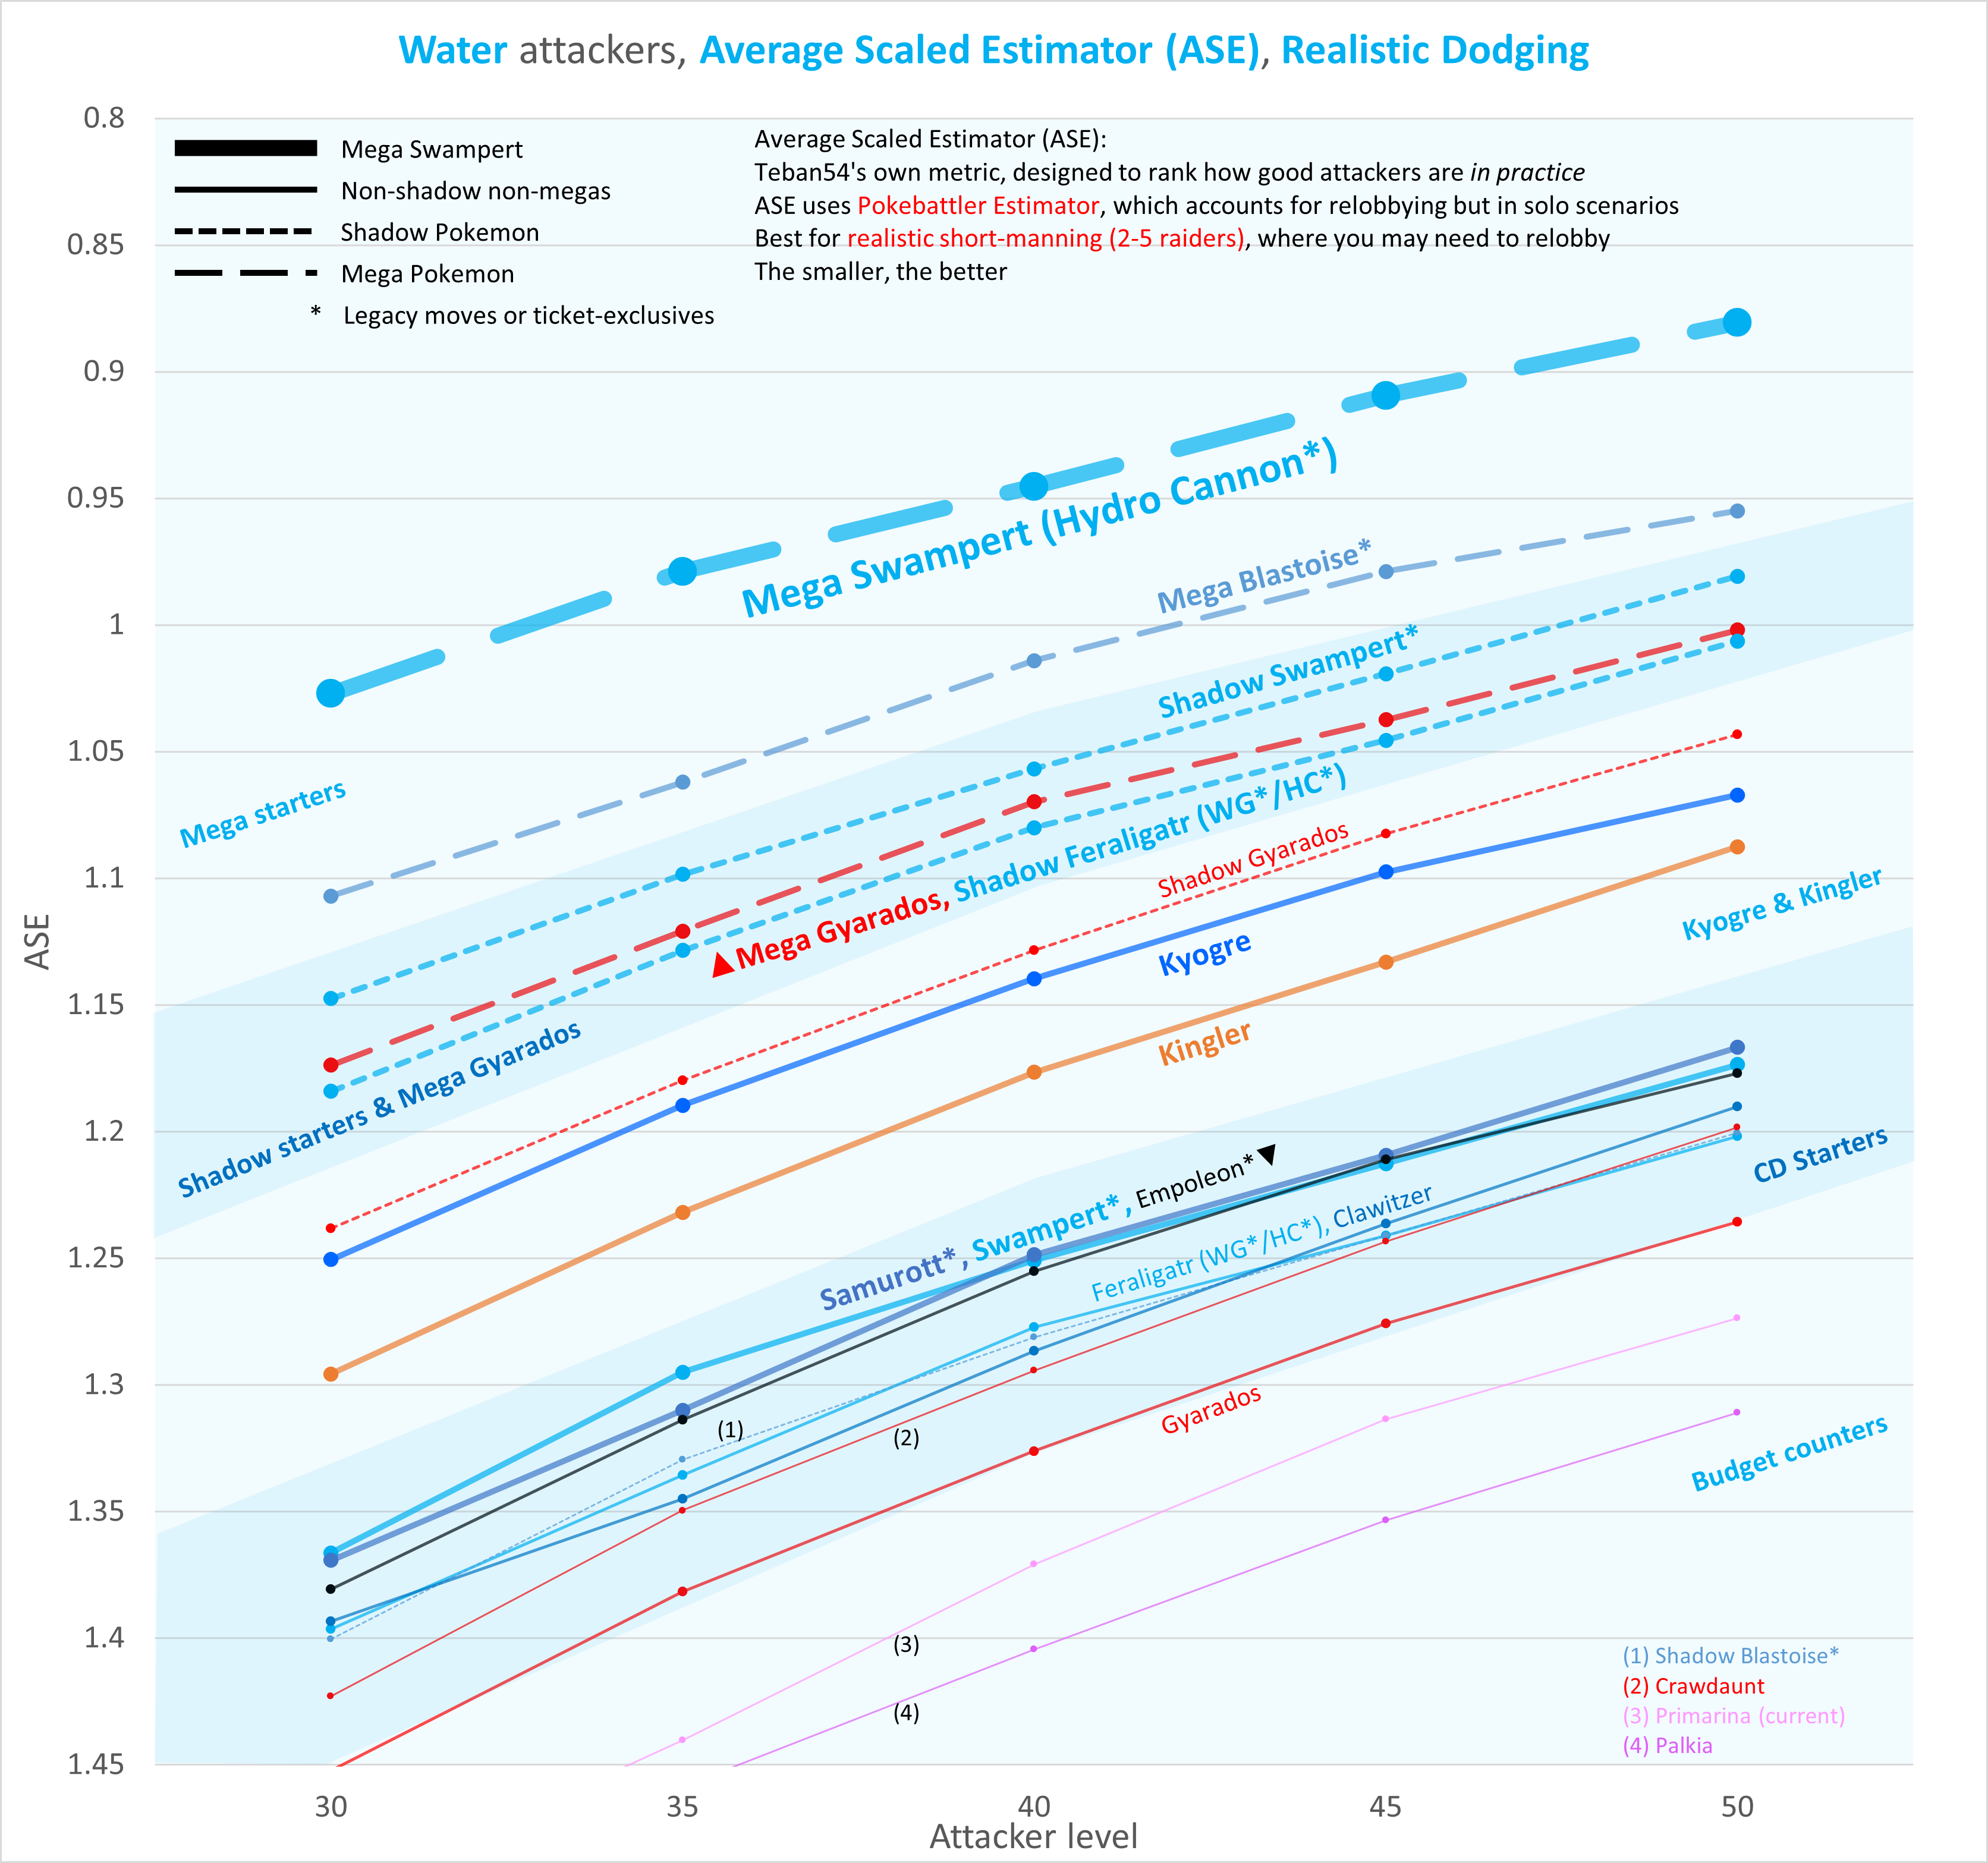 Water attackers, Average Scaled Estimator (ASE), Realistic Dodging
0.8
0.85
0.9
0.95
1
1.05
1.1
1.15
1.2
1.25
1.3
1.35
1.4
1.45
ASE
Mega Swampert
Non-shadow non-megas
Shadow Pokemon
Mega Pokemon
* Legacy moves or ticket-exclusives
Average Scaled Estimator (ASE):
Teban54's own metric, designed to rank how good attackers are in practice
ASE uses Pokebattler Estimator, which accounts for relobbying but in solo scenarios
Best for realistic short-manning (2-5 raiders), where you may need to relobby
The smaller, the better
Mega Swampert (Hydro Cannon*)
Mega Blastoise*
Shadow Swampert*
Mega starters
▲Mega Gyarados, Shadow Feraligatr (WG*/HC*)
Shadow Gyarados
Kyogre
Kyogre & Kingler
Kingler
Shadow starters & Mega Gyarados
Samurott*, Swampert*, Empoleon*▼
CD Starters
Feraligatr (WG*/HC*), Clawitzer
(1)
(2)
Gyarados
Budget counters
(3)
(4)
(1) Shadow Blastoise*
(2) Crawdaunt
(3) Primarina (current)
(4) Palkia
30
35
40
45
50
Attacker level